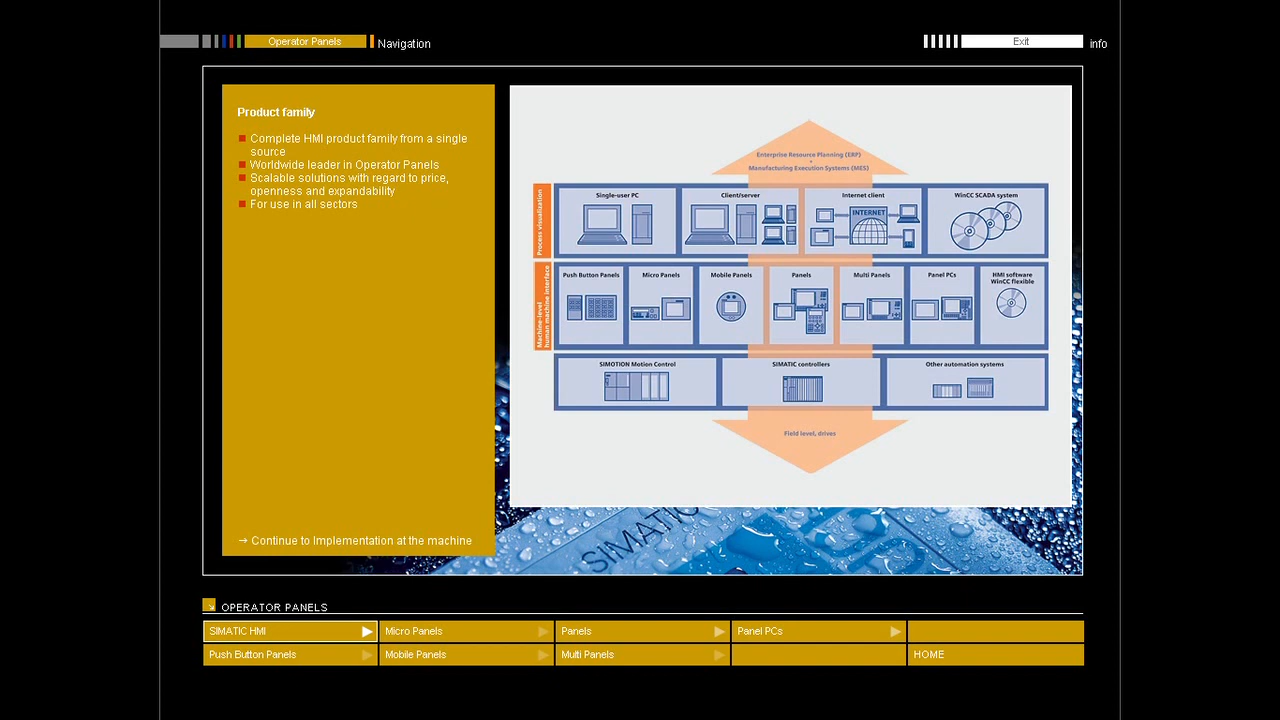 Operator Panels
Navigation
Exit
info
Product family
Complete HMI product family from a single
source
Worldwide leader in Operator Panels
Scalable solutions with regard to price,
openness and expandability
For use in all sectors
→ Continue to Implementation at the machine
Enterprise Resource Planning (ERP)
+
Manufacturing Execution Systems (MES)
Process visualization
Single-user PC
Client/server
Internet client
INTERNET
WinCC SCADA system
Machine-level
human machine interface
Push Button Panels
Micro Panels
Mobile Panels
Panels
Multi Panels
Panel PCs
HMI software
WinCC flexible
SIMOTION Motion Control
SIMATIC controllers
Other automation systems
Field level, drives
SIMATIC
OPERATOR PANELS
SIMATIC HMI
Micro Panels
Panels
Panel PCs
Push Button Panels
Mobile Panels
Multi Panels
HOME